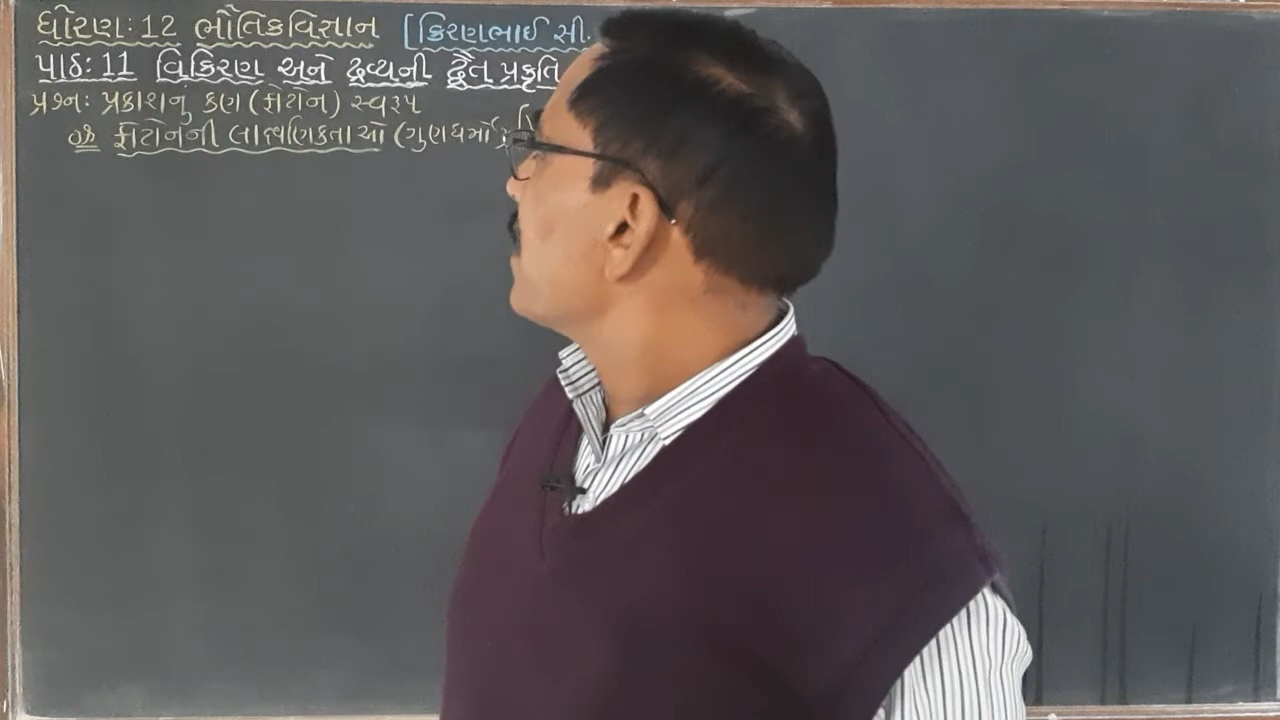 ધોરણ: 12 ભૌતિકવિજ્ઞાન [કિરણભાઈ સી.
પાઠ: 11 વિકિરણ અને દ્રવ્યની દ્વૈત પ્રકૃતિ
પ્રશ્ન: પ્રકાશનું કણ (ફોટોન) સ્વરૂપ
ફોટોનની લાક્ષણિકતાઓ (ગુણધર્મો)